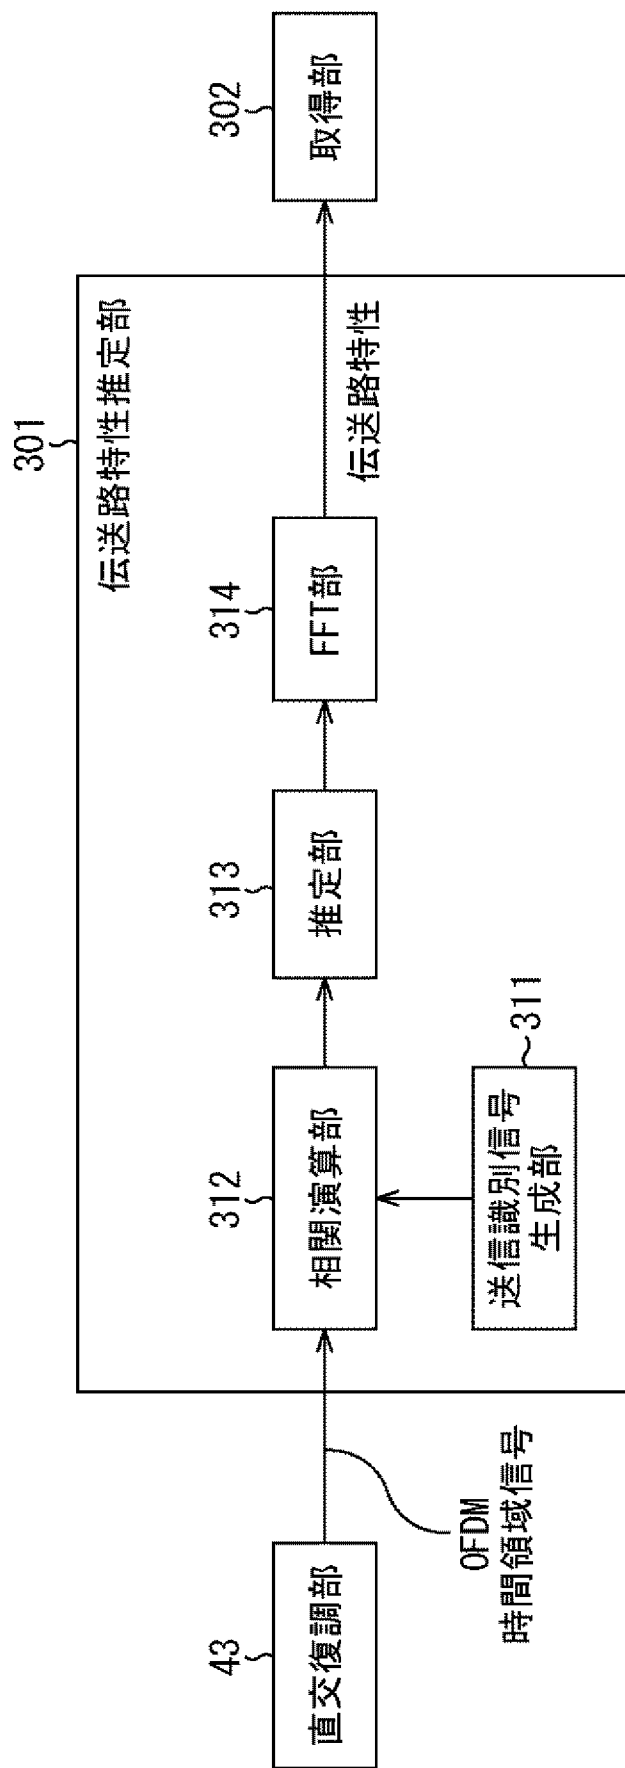 301
伝送路特性推定部
43
直交復調部
OFDM
時間領域信号
312
相関演算部
311
送信識別信号
生成部
313
推定部
314
FFT部
伝送路特性
302
取得部